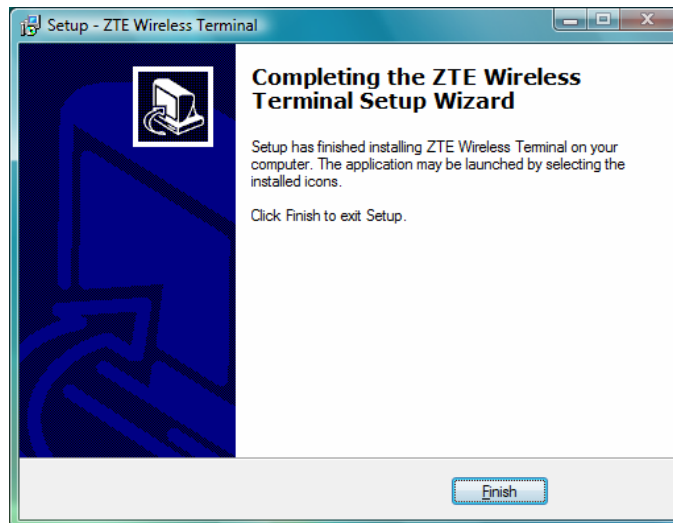 Setup - ZTE Wireless Terminal
Completing the ZTE Wireless
Terminal Setup Wizard
Setup has finished installing ZTE Wireless Terminal on your
computer. The application may be launched by selecting the
installed icons.
Click Finish to exit Setup.
Finish